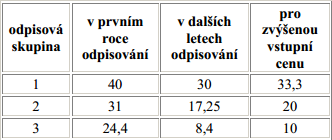 odpisová skupina | v prvním roce odpisování | v dalších letech odpisování | pro zvýšenou vstupní cenu
1 | 40 | 30 | 33,3
2 | 31 | 17,25 | 20
3 | 24,4 | 8,4 | 10